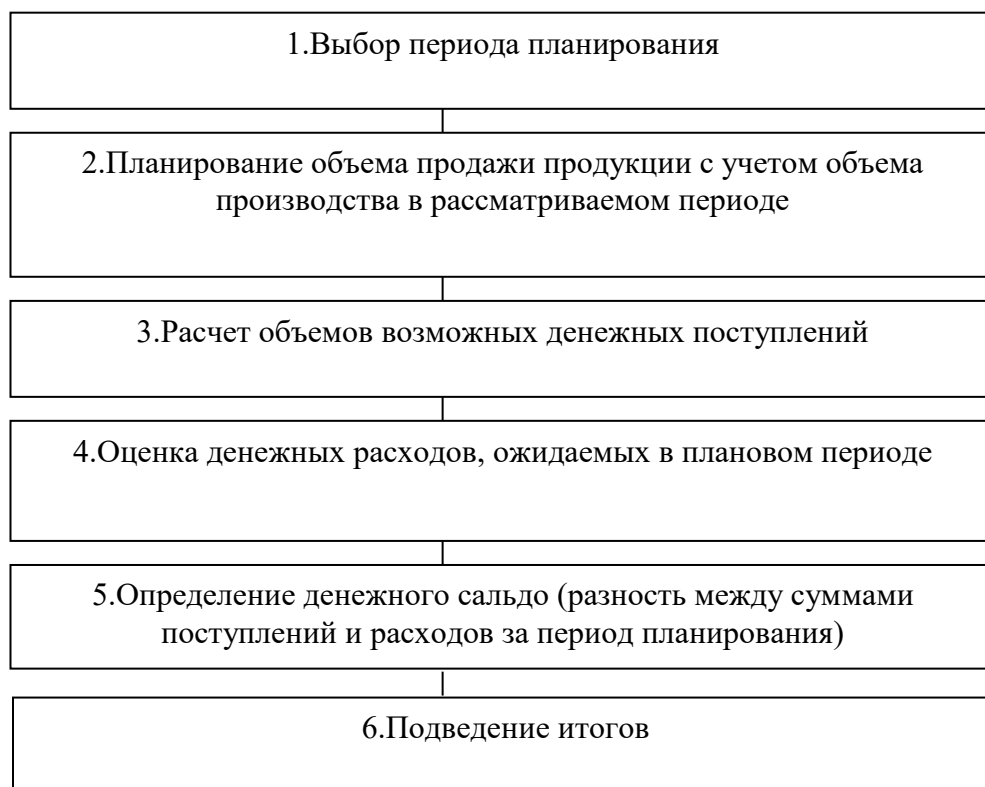 1.Выбор периода планирования
2.Планирование объема продажи продукции с учетом объема
производства в рассматриваемом периоде
3.Расчет объемов возможных денежных поступлений
4.Оценка денежных расходов, ожидаемых в плановом периоде
5.Определение денежного сальдо (разность между суммами
поступлений и расходов за период планирования)
6.Подведение итогов